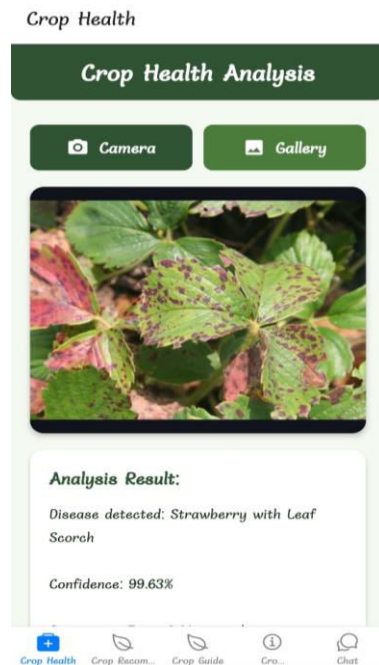 Crop Health
Crop Health Analysis
Camera
Gallery
Analysis Result:
Disease detected: Strawberry with Leaf
Scorch
Confidence: 99.63%
Crop Health
Crop Recom...
Crop Guide
Cro...
Chat